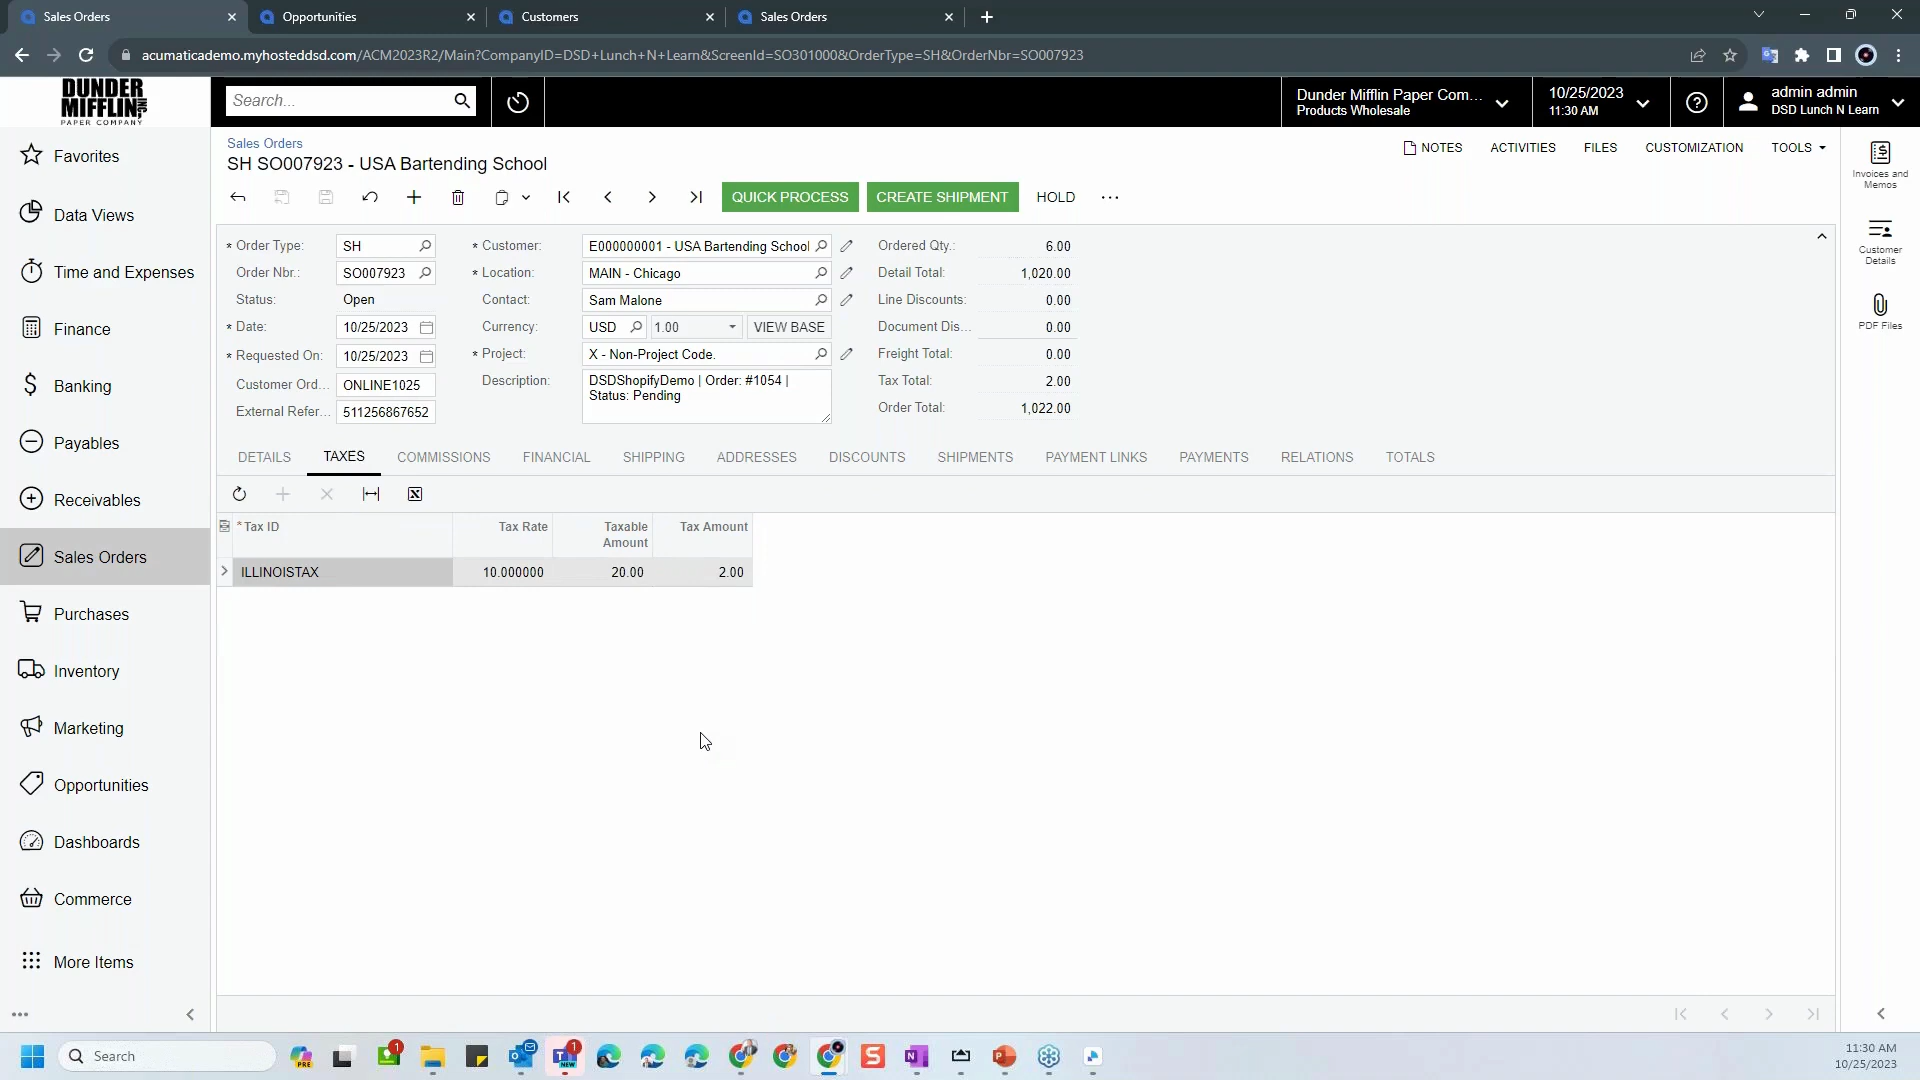 Sales Orders
Opportunities
Customers
Sales Orders
acumaticademo.myhosteddsd.com/ACM2023R2/Main?CompanyID=DSD+Lunch+N+Learn&ScreenId=SO301000&OrderType=SH&OrderNbr=SO007923
DUNDER
MIFFLIN INC
PAPER COMPANY
Search...
Dunder Mifflin Paper Com...
Products Wholesale
10/25/2023
11:30 AM
admin admin
DSD Lunch N Learn
Favorites
Data Views
Time and Expenses
Finance
Banking
Payables
Receivables
Sales Orders
Purchases
Inventory
Marketing
Opportunities
Dashboards
Commerce
More Items
Sales Orders
SH SO007923 - USA Bartending School
NOTES ACTIVITIES FILES CUSTOMIZATION TOOLS
QUICK PROCESS CREATE SHIPMENT HOLD ...
* Order Type: SH
Order Nbr.: SO007923
Status: Open
* Date: 10/25/2023
* Requested On: 10/25/2023
Customer Ord... ONLINE1025
External Refer... 511256867652
* Customer: E000000001 - USA Bartending School
* Location: MAIN - Chicago
Contact: Sam Malone
Currency: USD 1.00 VIEW BASE
* Project: X - Non-Project Code.
Description: DSDShopifyDemo | Order: #1054 |
Status: Pending
Ordered Qty.: 6.00
Detail Total: 1,020.00
Line Discounts: 0.00
Document Dis... 0.00
Freight Total: 0.00
Tax Total: 2.00
Order Total: 1,022.00
DETAILS TAXES COMMISSIONS FINANCIAL SHIPPING ADDRESSES DISCOUNTS SHIPMENTS PAYMENT LINKS PAYMENTS RELATIONS TOTALS
* Tax ID Tax Rate Taxable Amount Tax Amount
ILLINOISTAX 10.000000 20.00 2.00
Invoices and
Memos
Customer
Details
PDF Files
Search
PRE
1
NEW
1
11:30 AM
10/25/2023